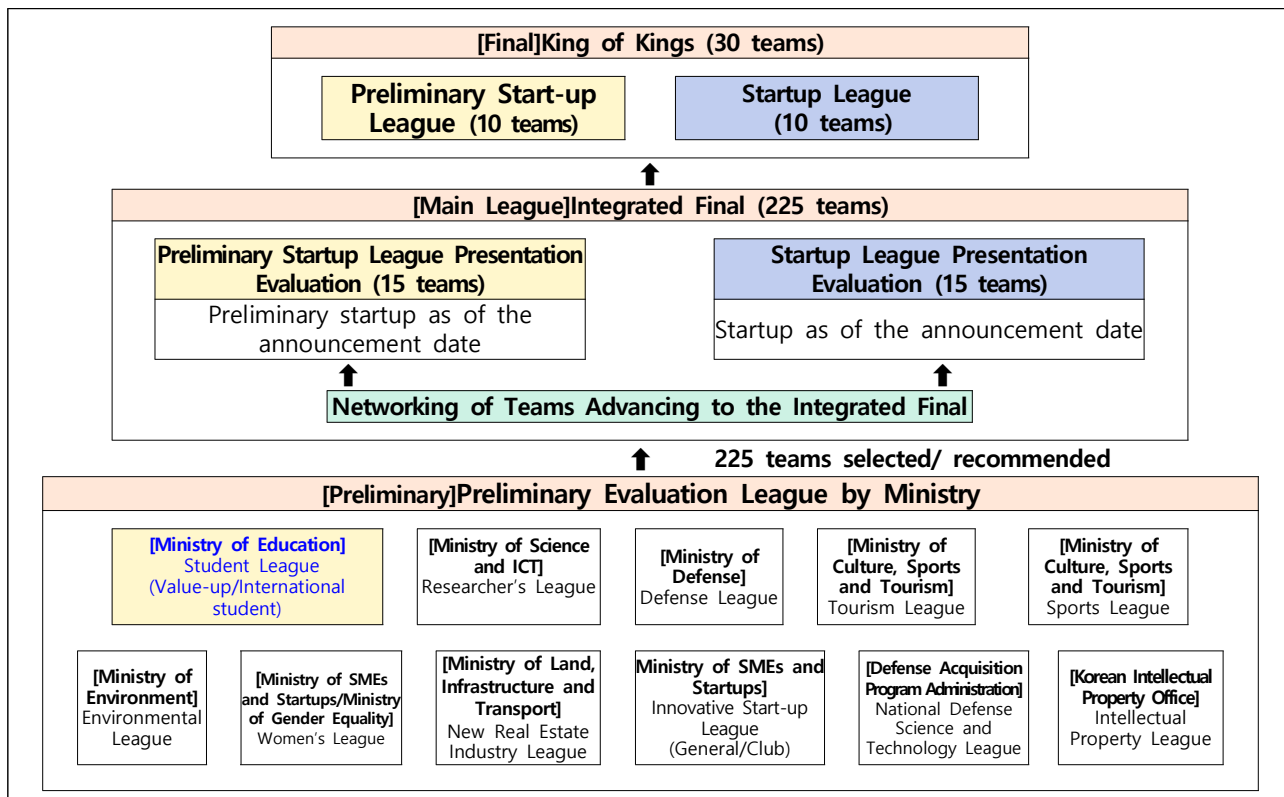 [Final]King of Kings (30 teams)
Preliminary Start-up
League (10 teams)
Startup League
(10 teams)
[Main League]Integrated Final (225 teams)
Preliminary Startup League Presentation
Evaluation (15 teams)
Preliminary startup as of the
announcement date
Startup League Presentation
Evaluation (15 teams)
Startup as of the announcement date
Networking of Teams Advancing to the Integrated Final
225 teams selected/ recommended
[Preliminary]Preliminary Evaluation League by Ministry
[Ministry of Education]
Student League
(Value-up/International
student)
[Ministry of Science
and ICT]
Researcher's League
[Ministry of
Defense]
Defense League
[Ministry of
Culture, Sports
and Tourism]
Tourism League
[Ministry of
Culture, Sports
and Tourism]
Sports League
[Ministry of
Environment]
Environmental
League
[Ministry of SMEs
and Startups/Ministry
of Gender Equality]
Women's League
[Ministry of Land,
Infrastructure and
Transport]
New Real Estate
Industry League
Ministry of SMEs and
Startups]
Innovative Start-up
League
(General/Club)
[Defense Acquisition
Program Administration]
National Defense
Science and
Technology League
[Korean Intellectual
Property Office]
Intellectual
Property League